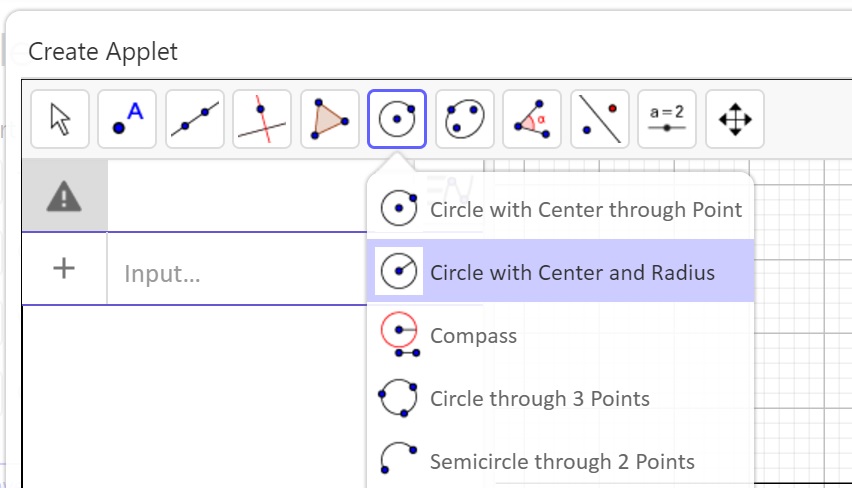 Create Applet
A
α
a=2
Circle with Center through Point
Circle with Center and Radius
Input...
Compass
Circle through 3 Points
Semicircle through 2 Points